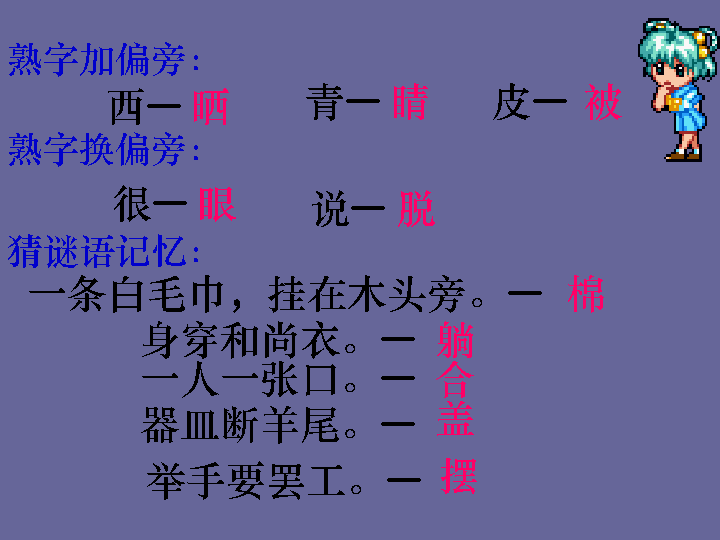 熟字加偏旁:
西—晒 青—晴 皮—被
熟字换偏旁:
很—眼 说—脱
猜谜语记忆:
一条白毛巾，挂在木头旁。—棉
身穿和尚衣。—躺
一人一张口。—合
器皿断羊尾。—盖
举手要罢工。—摆